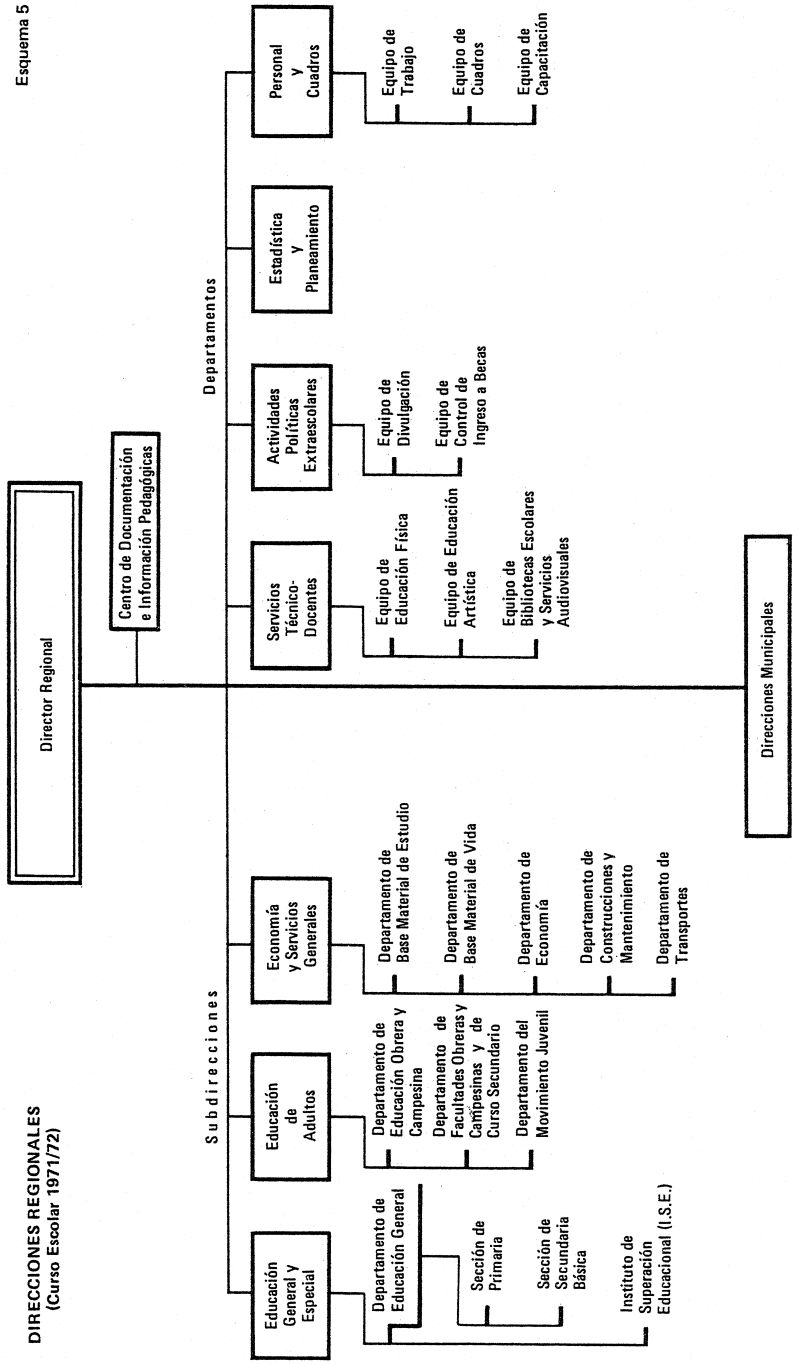 Esquema 5
DIRECCIONES REGIONALES
(Curso Escolar 1971/72)
Director Regional
Centro de Documentación
e Información Pedagógicas
Subdirecciones
Departamentos
Educación
General y
Especial
Departamento de
Educación General
Sección de
Primaria
Sección de
Secundaria
Básica
Instituto de
Superación
Educacional (I.S.E.)
Educación
de
Adultos
Departamento de
Educación Obrera y
Campesina
Departamento de
Facultades Obreras y
Campesinas y de
Curso Secundario
Departamento del
Movimiento Juvenil
Economía
y Servicios
Generales
Departamento de
Base Material de Estudio
Departamento de
Base Material de Vida
Departamento de
Economía
Departamento de
Construcciones y
Mantenimiento
Departamento de
Transportes
Servicios
Técnico-
Docentes
Equipo de
Educación Física
Equipo de Educación
Artística
Equipo de
Bibliotecas Escolares
y Servicios
Audiovisuales
Actividades
Políticas
Extraescolares
Equipo de
Divulgación
Equipo de
Control de
Ingreso a Becas
Estadística
y
Planeamiento
Personal
y
Cuadros
Equipo de
Trabajo
Equipo de
Cuadros
Equipo de
Capacitación
Direcciones Municipales